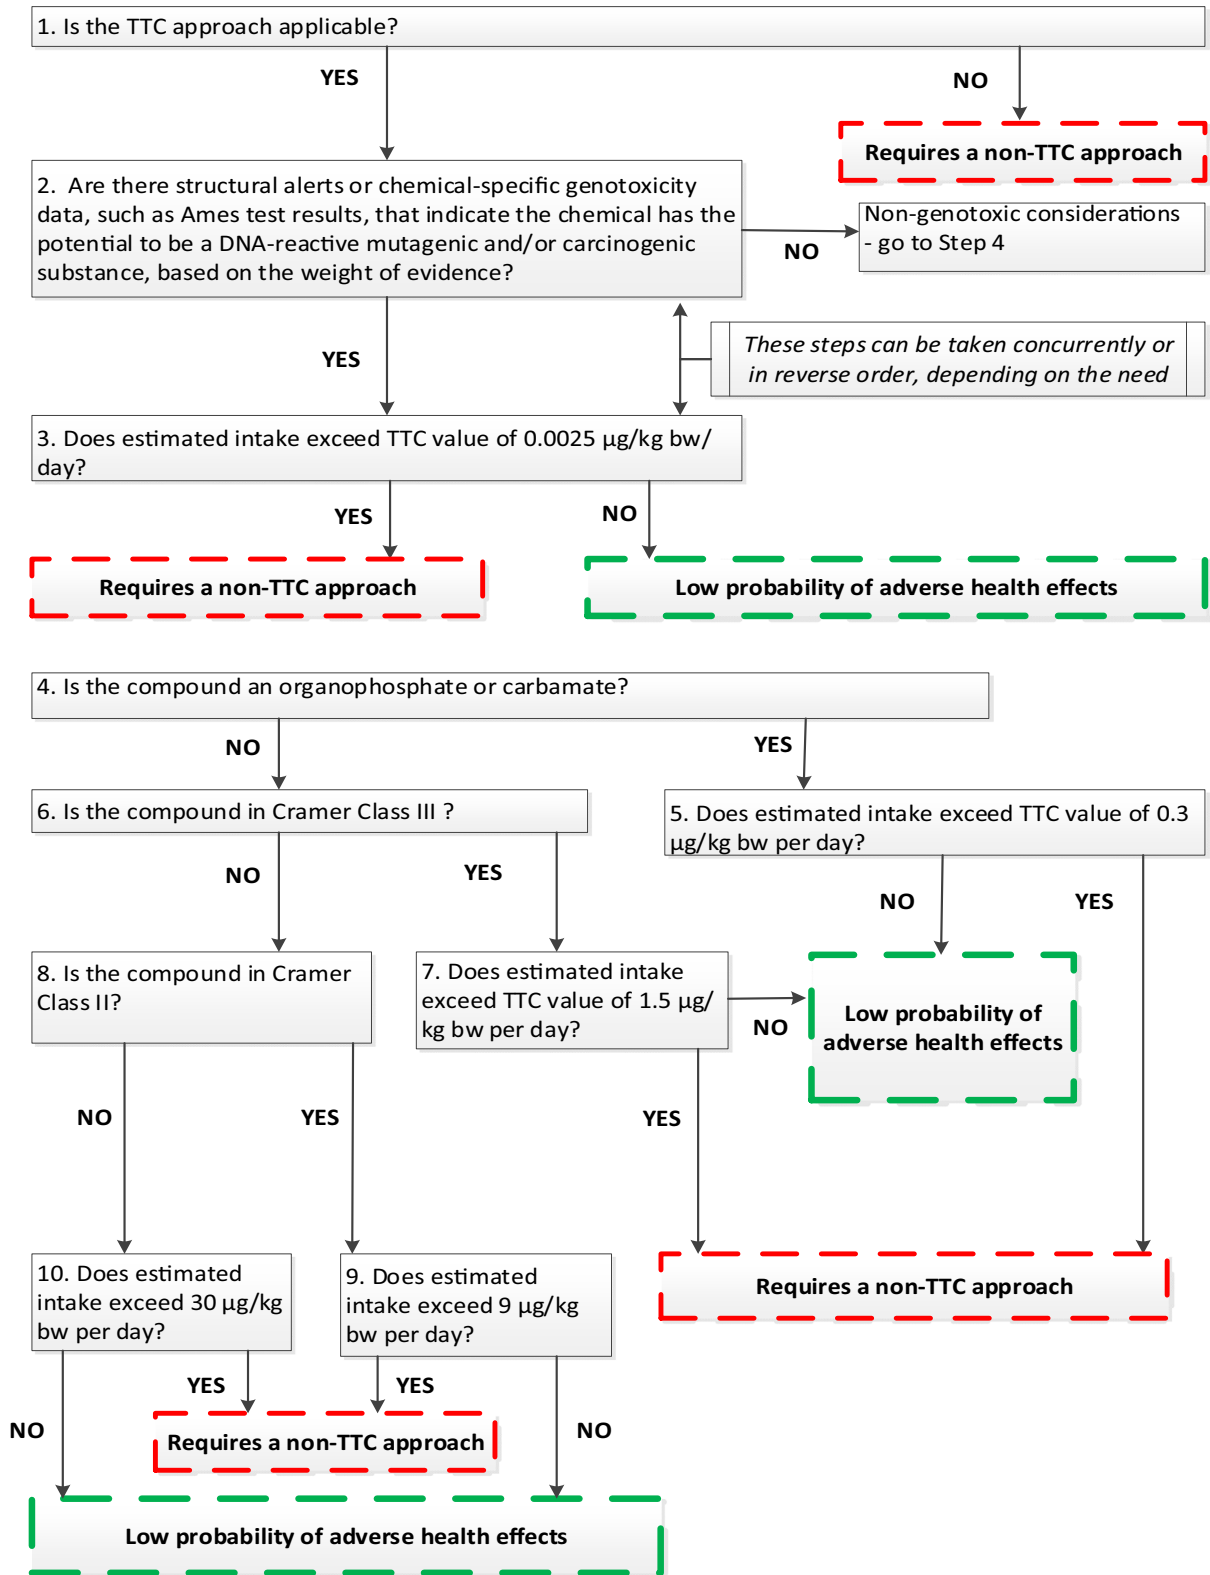 1. Is the TTC approach applicable?
YES
NO
Requires a non-TTC approach
2.  Are there structural alerts or chemical-specific genotoxicity
data, such as Ames test results, that indicate the chemical has the
potential to be a DNA-reactive mutagenic and/or carcinogenic
substance, based on the weight of evidence?
NO
Non-genotoxic considerations
- go to Step 4
YES
These steps can be taken concurrently or
in reverse order, depending on the need
3. Does estimated intake exceed TTC value of 0.0025 µg/kg bw/
day?
YES
NO
Requires a non-TTC approach
Low probability of adverse health effects
4. Is the compound an organophosphate or carbamate?
NO
YES
6. Is the compound in Cramer Class III ?
5. Does estimated intake exceed TTC value of 0.3
µg/kg bw per day?
NO
YES
NO
YES
8. Is the compound in Cramer
Class II?
7. Does estimated intake
exceed TTC value of 1.5 µg/
kg bw per day?
NO
Low probability of
adverse health effects
NO
YES
YES
10. Does estimated
intake exceed 30 µg/kg
bw per day?
9. Does estimated
intake exceed 9 µg/kg
bw per day?
Requires a non-TTC approach
YES
YES
NO
NO
Requires a non-TTC approach
Low probability of adverse health effects